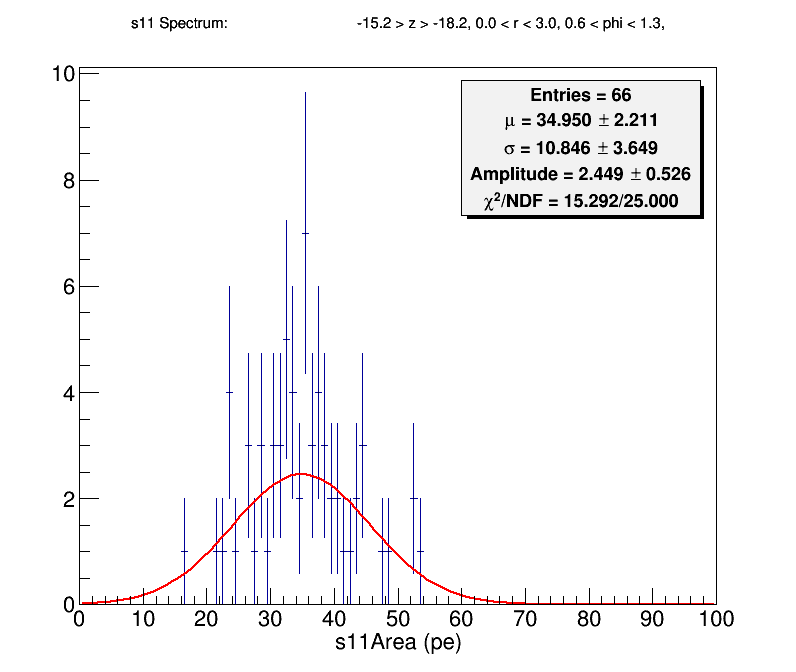 s11 Spectrum: -15.2 > z > -18.2, 0.0 < r < 3.0, 0.6 < phi < 1.3,
10
Entries = 66
μ = 34.950 ± 2.211
σ = 10.846 ± 3.649
Amplitude = 2.449 ± 0.526
χ²/NDF = 15.292/25.000
8
6
4
2
0
0 10 20 30 40 50 60 70 80 90 100
s11Area (pe)